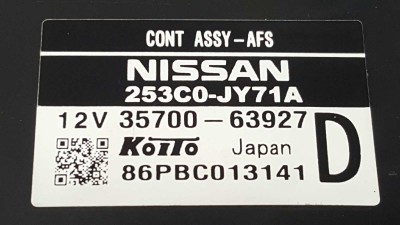 CONT ASSY-AFS
NISSAN
253C0-JY71A
12V 35700-63927
D
KOITO Japan
86PBC013141